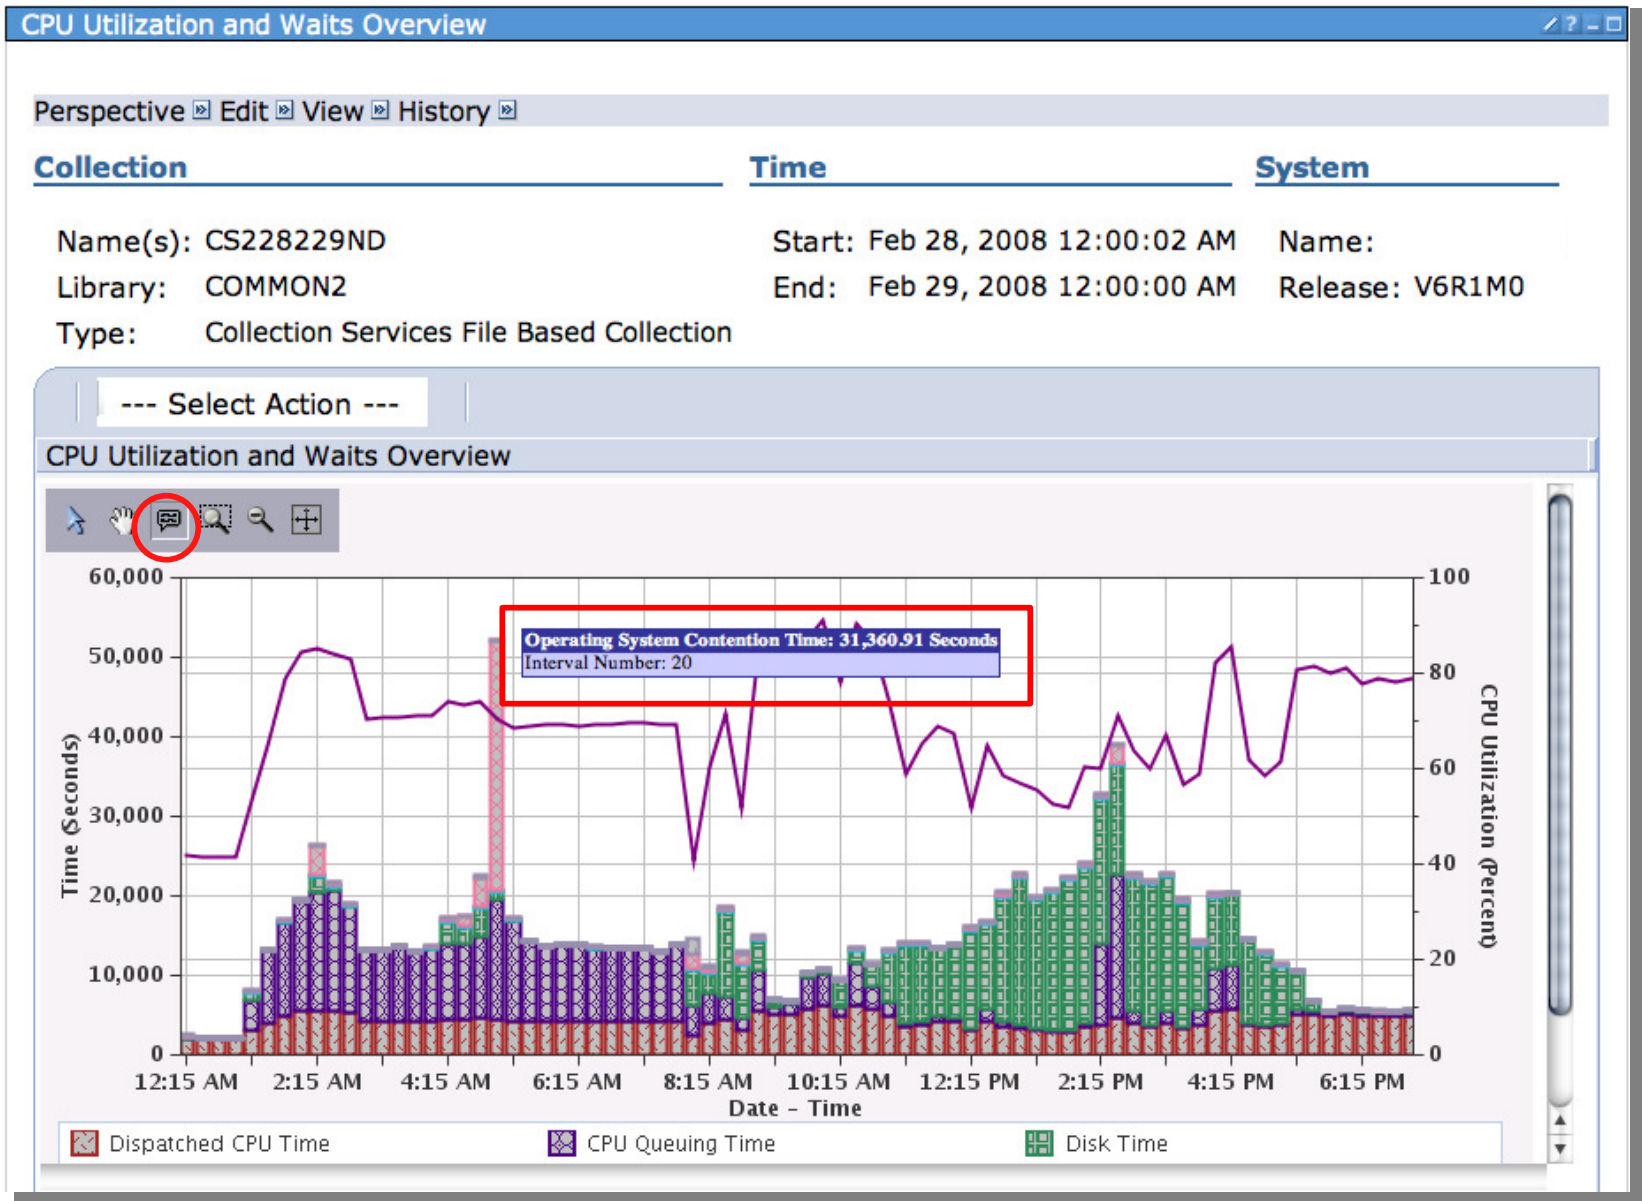 CPU Utilization and Waits Overview
Perspective Edit View History
Collection Time System
Name(s): CS228229ND Start: Feb 28, 2008 12:00:02 AM Name:
Library: COMMON2 End: Feb 29, 2008 12:00:00 AM Release: V6R1M0
Type: Collection Services File Based Collection
--- Select Action ---
CPU Utilization and Waits Overview
60,000
50,000
40,000
30,000
20,000
10,000
0
Time (Seconds)
Operating System Contention Time: 31,360.91 Seconds
Interval Number: 20
100
80
60
40
20
0
CPU Utilization (Percent)
12:15 AM 2:15 AM 4:15 AM 6:15 AM 8:15 AM 10:15 AM 12:15 PM 2:15 PM 4:15 PM 6:15 PM
Date - Time
Dispatched CPU Time CPU Queuing Time Disk Time